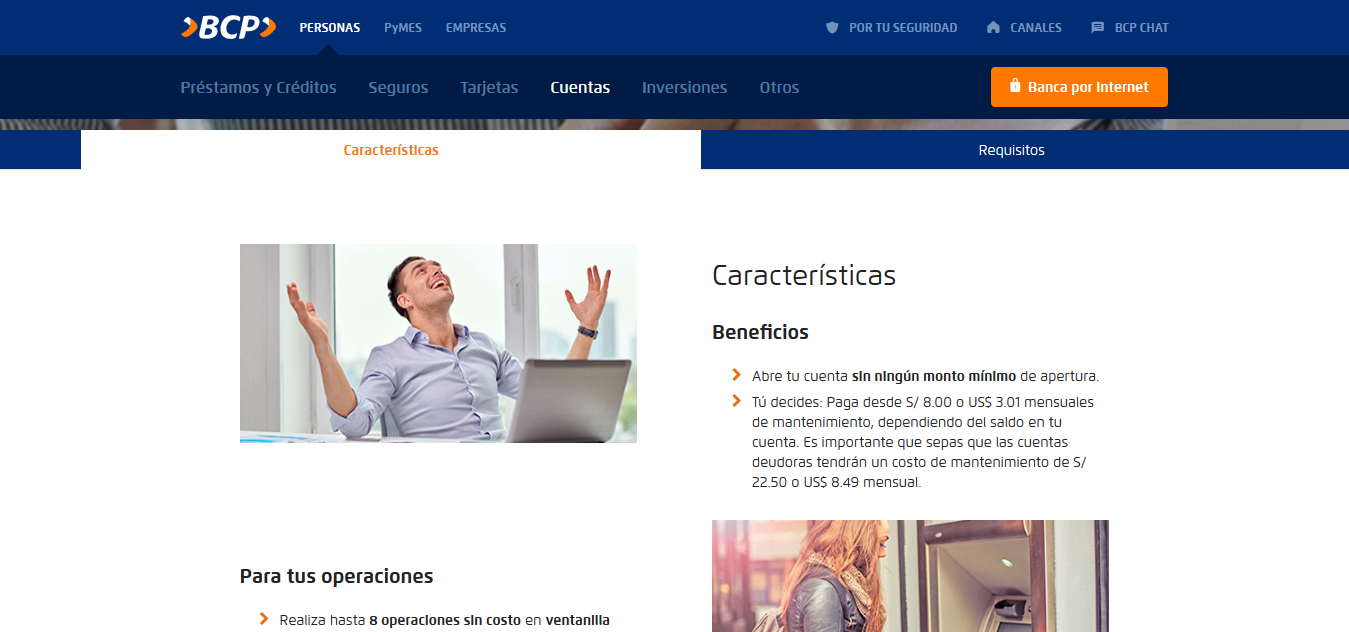 BCP PERSONAS PyMES EMPRESAS POR TU SEGURIDAD CANALES BCP CHAT
Préstamos y Créditos Seguros Tarjetas Cuentas Inversiones Otros Banca por Internet
Características Requisitos
Características
Beneficios
Abre tu cuenta sin ningún monto mínimo de apertura.
Tú decides: Paga desde S/ 8.00 o US$ 3.01 mensuales
de mantenimiento, dependiendo del saldo en tu
cuenta. Es importante que sepas que las cuentas
deudoras tendrán un costo de mantenimiento de S/
22.50 o US$ 8.49 mensual.
Para tus operaciones
Realiza hasta 8 operaciones sin costo en ventanilla